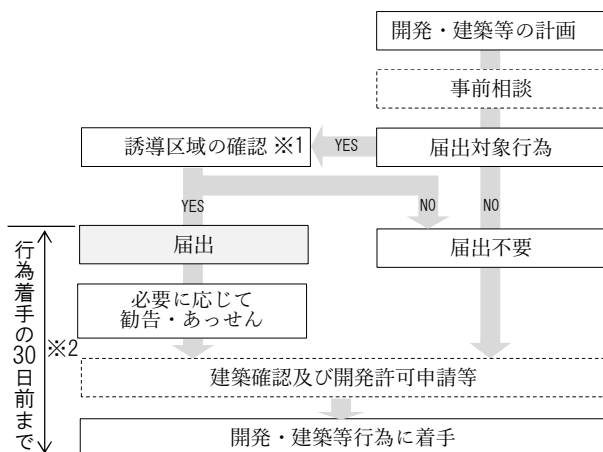 開発・建築等の計画
事前相談
誘導区域の確認 ※1
YES
届出対象行為
YES
NO
NO
届出
届出不要
必要に応じて
勧告・あっせん
行為着手の30日前まで
※2
建築確認及び開発許可申請等
開発・建築等行為に着手